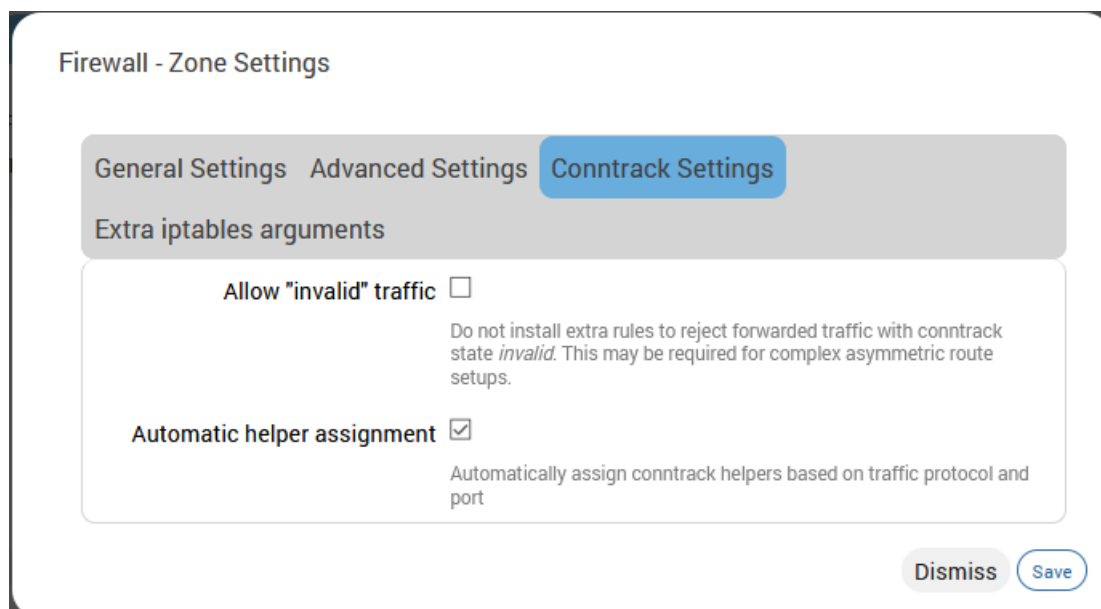 Firewall - Zone Settings
General Settings Advanced Settings Conntrack Settings
Extra iptables arguments
Allow "invalid" traffic
Do not install extra rules to reject forwarded traffic with conntrack
state invalid. This may be required for complex asymmetric route
setups.
Automatic helper assignment
Automatically assign conntrack helpers based on traffic protocol and
port
Dismiss Save